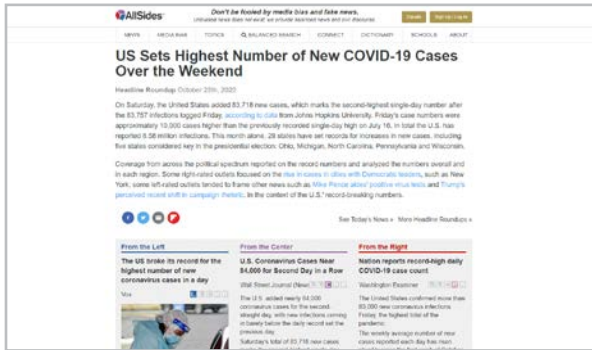 AllSides
Don't be fooled by media bias and fake news.
Unbiased news does not exist; we provide balanced news and civil discourse.
NEWS MEDIA BIAS TOPICS BALANCED SEARCH CONNECT DICTIONARY SCHOOLS ABOUT
US Sets Highest Number of New COVID-19 Cases
Over the Weekend
Headline Roundup October 25th, 2020
On Saturday, the United States added 83,718 new cases, which marks the second-highest single-day number after
the 83,757 infections logged Friday, according to data from Johns Hopkins University. Friday's case numbers were
approximately 10,000 cases higher than the previously recorded single-day high on July 16. In total the U.S. has
reported 8.58 million infections. This month alone, 29 states have set records for increases in new cases, including
five states considered key in the presidential election: Ohio, Michigan, North Carolina, Pennsylvania and Wisconsin.
Coverage from across the political spectrum reported on the record numbers and analyzed the numbers overall and
in each region. Some right-rated outlets focused on the rise in cases in cities with Democratic leaders, such as New
York; some left-rated outlets tended to frame other news such as Mike Pence aides' positive virus tests and Trump's
perceived recent shift in campaign rhetoric. In the context of the U.S.' record-breaking numbers.
See Today's News » More Headline Roundups »
From the Left
The US broke its record for the
highest number of new
coronavirus cases in a day
Vox
From the Center
U.S. Coronavirus Cases Near
84,000 for Second Day in a Row
Wall Street Journal (News)
The U.S. added nearly 84,000
coronavirus cases for the second
straight day, with new infections coming
in barely below the daily record set the
previous day.
Saturday's total of 83,718 new cases
From the Right
Nation reports record-high daily
COVID-19 case count
Washington Examiner
The United States confirmed more than
83,000 new coronavirus infections
Friday, the highest total of the
pandemic.
The weekly average number of new
cases reported each day has risen